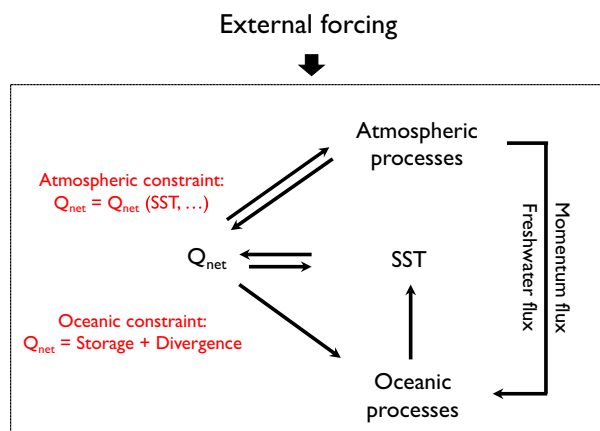 External forcing
Atmospheric
processes
Atmospheric constraint:
Qnet = Qnet (SST, …)
Qnet
SST
Momentum flux
Freshwater flux
Oceanic constraint:
Qnet = Storage + Divergence
Oceanic
processes